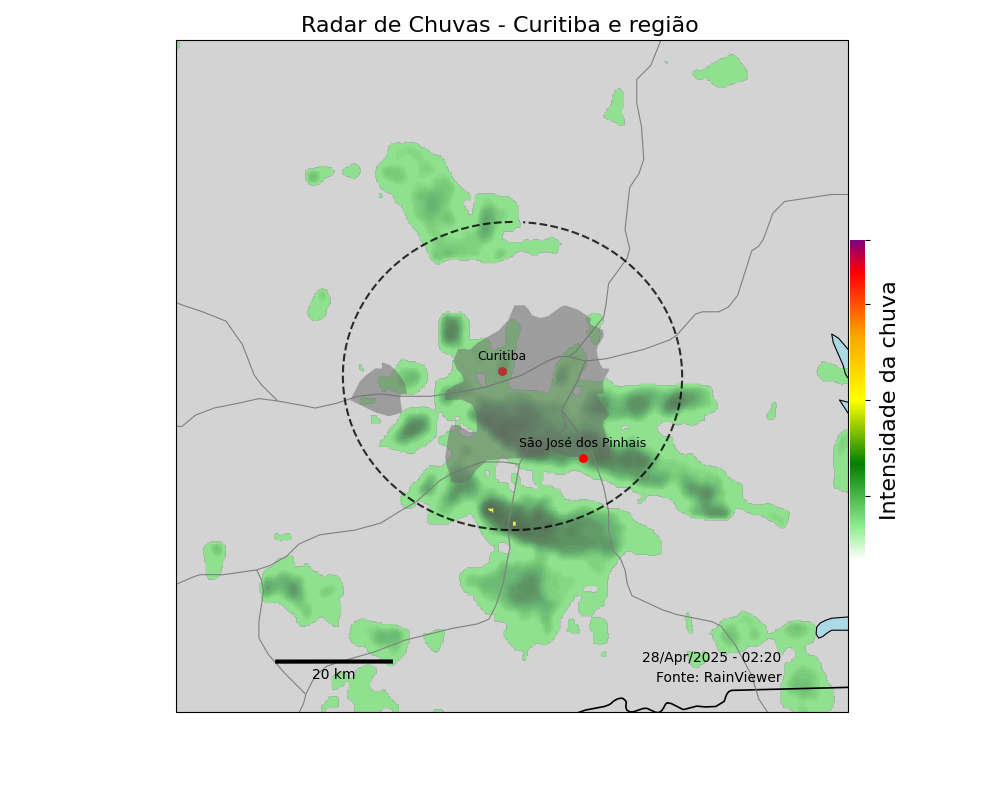 Radar de Chuvas - Curitiba e região
Curitiba
São José dos Pinhais
Intensidade da chuva
28/Apr/2025 - 02:20
20 km
Fonte: RainViewer